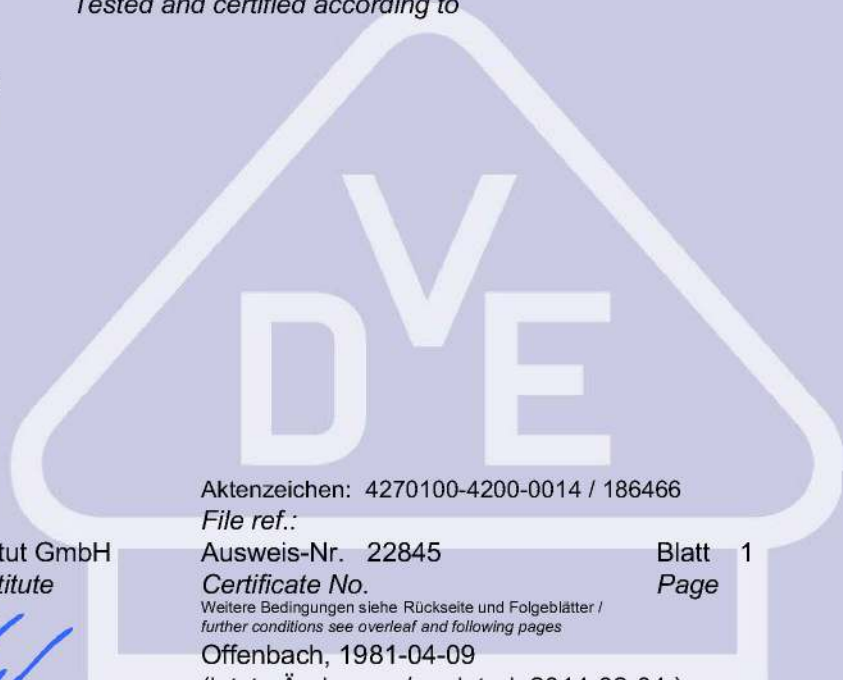 Tested and certified according to
VDE
Aktenzeichen: 4270100-4200-0014 / 186466
File ref.:
tut GmbH Ausweis-Nr. 22845 Blatt 1
titute Certificate No. Page
Weitere Bedingungen siehe Rückseite und Folgeblätter /
further conditions see overleaf and following pages
Offenbach, 1981-04-09